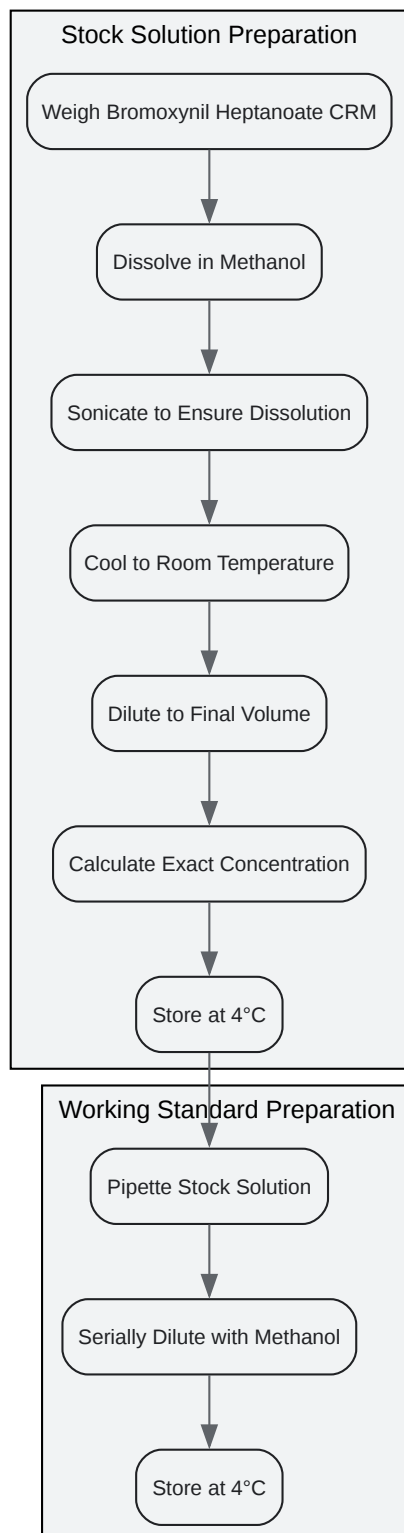 Stock Solution Preparation
Weigh Bromoxynil Heptanoate CRM
Dissolve in Methanol
Sonicate to Ensure Dissolution
Cool to Room Temperature
Dilute to Final Volume
Calculate Exact Concentration
Store at 4°C
Working Standard Preparation
Pipette Stock Solution
Serially Dilute with Methanol
Store at 4°C